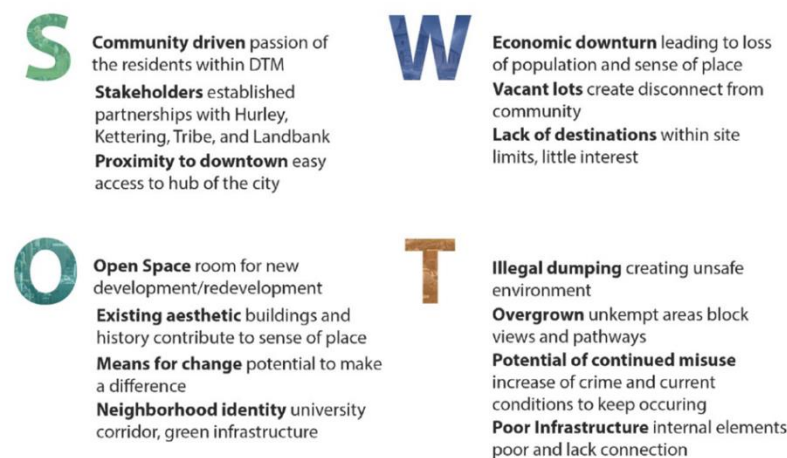 S
Community driven passion of
the residents within DTM
Stakeholders established
partnerships with Hurley,
Kettering, Tribe, and Landbank
Proximity to downtown easy
access to hub of the city
W
Economic downturn leading to loss
of population and sense of place
Vacant lots create disconnect from
community
Lack of destinations within site
limits, little interest
O
Open Space room for new
development/redevelopment
Existing aesthetic buildings and
history contribute to sense of place
Means for change potential to make
a difference
Neighborhood identity university
corridor, green infrastructure
T
Illegal dumping creating unsafe
environment
Overgrown unkempt areas block
views and pathways
Potential of continued misuse
increase of crime and current
conditions to keep occuring
Poor Infrastructure internal elements
poor and lack connection